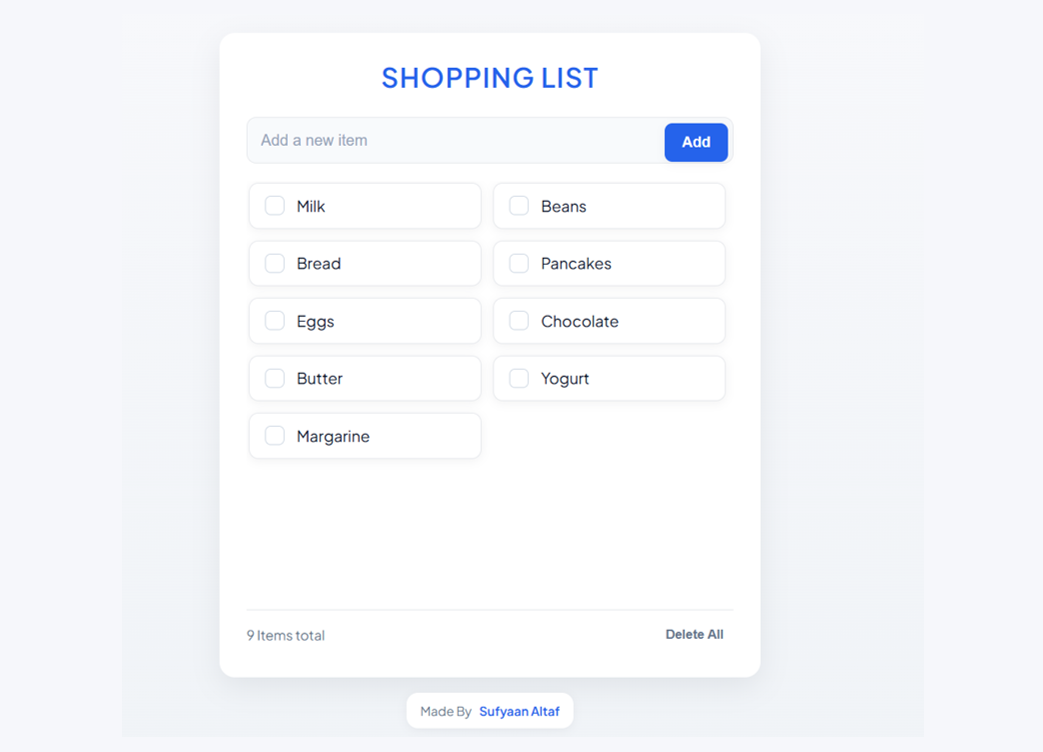 SHOPPING LIST
Add a new item
Add
Milk
Bread
Eggs
Butter
Margarine
Beans
Pancakes
Chocolate
Yogurt
9 Items total
Delete All
Made By Sufyaan Altaf